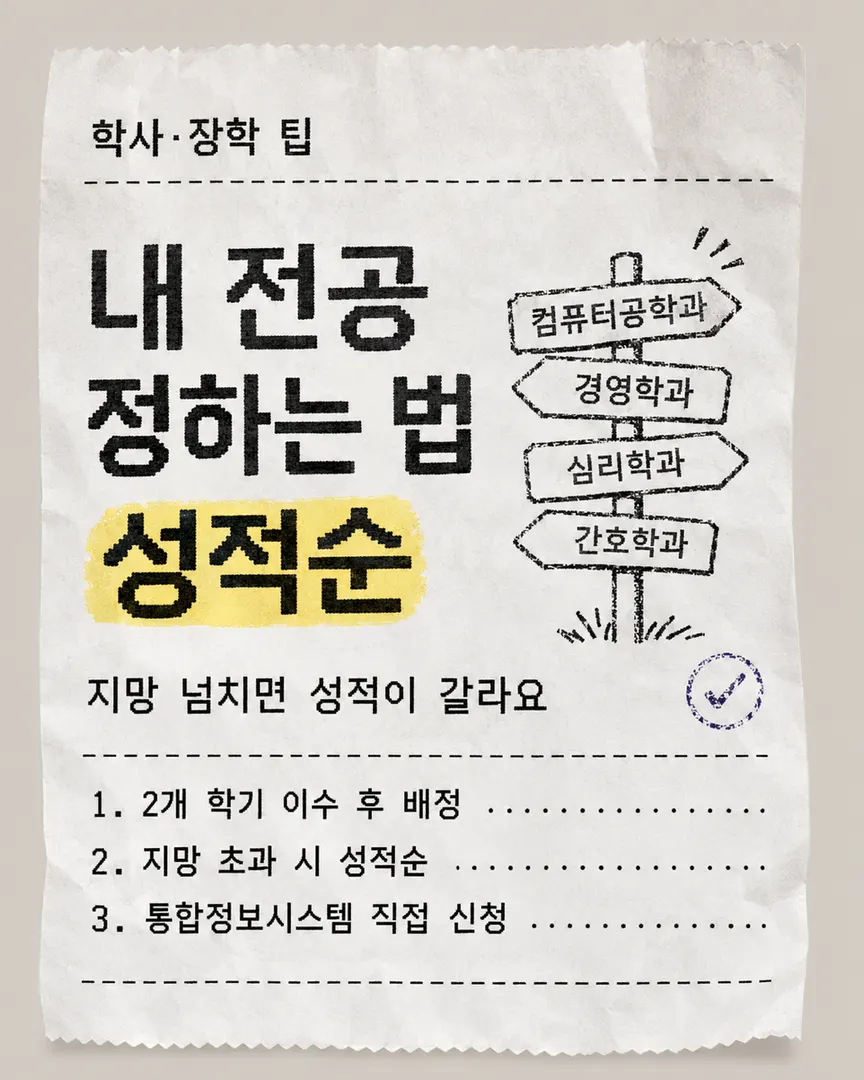 학사·장학 팁
내 전공
정하는 법
성적순
컴퓨터공학과
경영학과
심리학과
간호학과
지망 넘치면 성적이 갈라요
1. 2개 학기 이수 후 배정
2. 지망 초과 시 성적순
3. 통합정보시스템 직접 신청